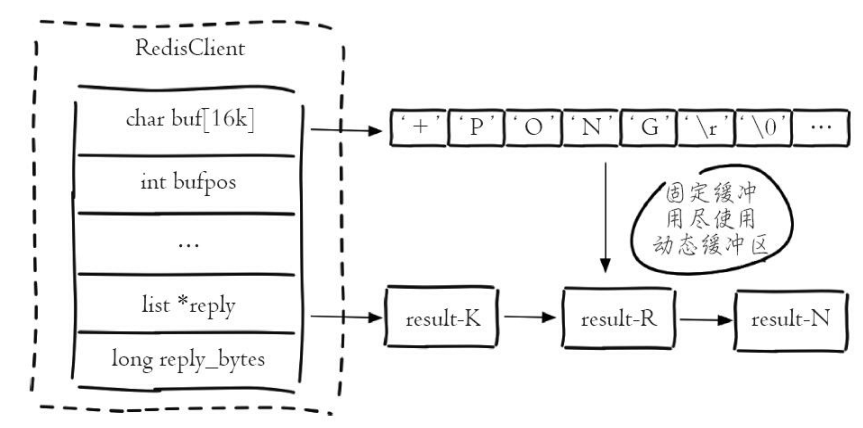 RedisClient
char buf[16k]
int bufpos
...
list *reply
long reply_bytes
‘+’ ‘P’ ‘O’ ‘N’ ‘G’ ‘\r’ ‘\0’ ...
固定缓冲
用尽使用
动态缓冲区
result-K
result-R
result-N